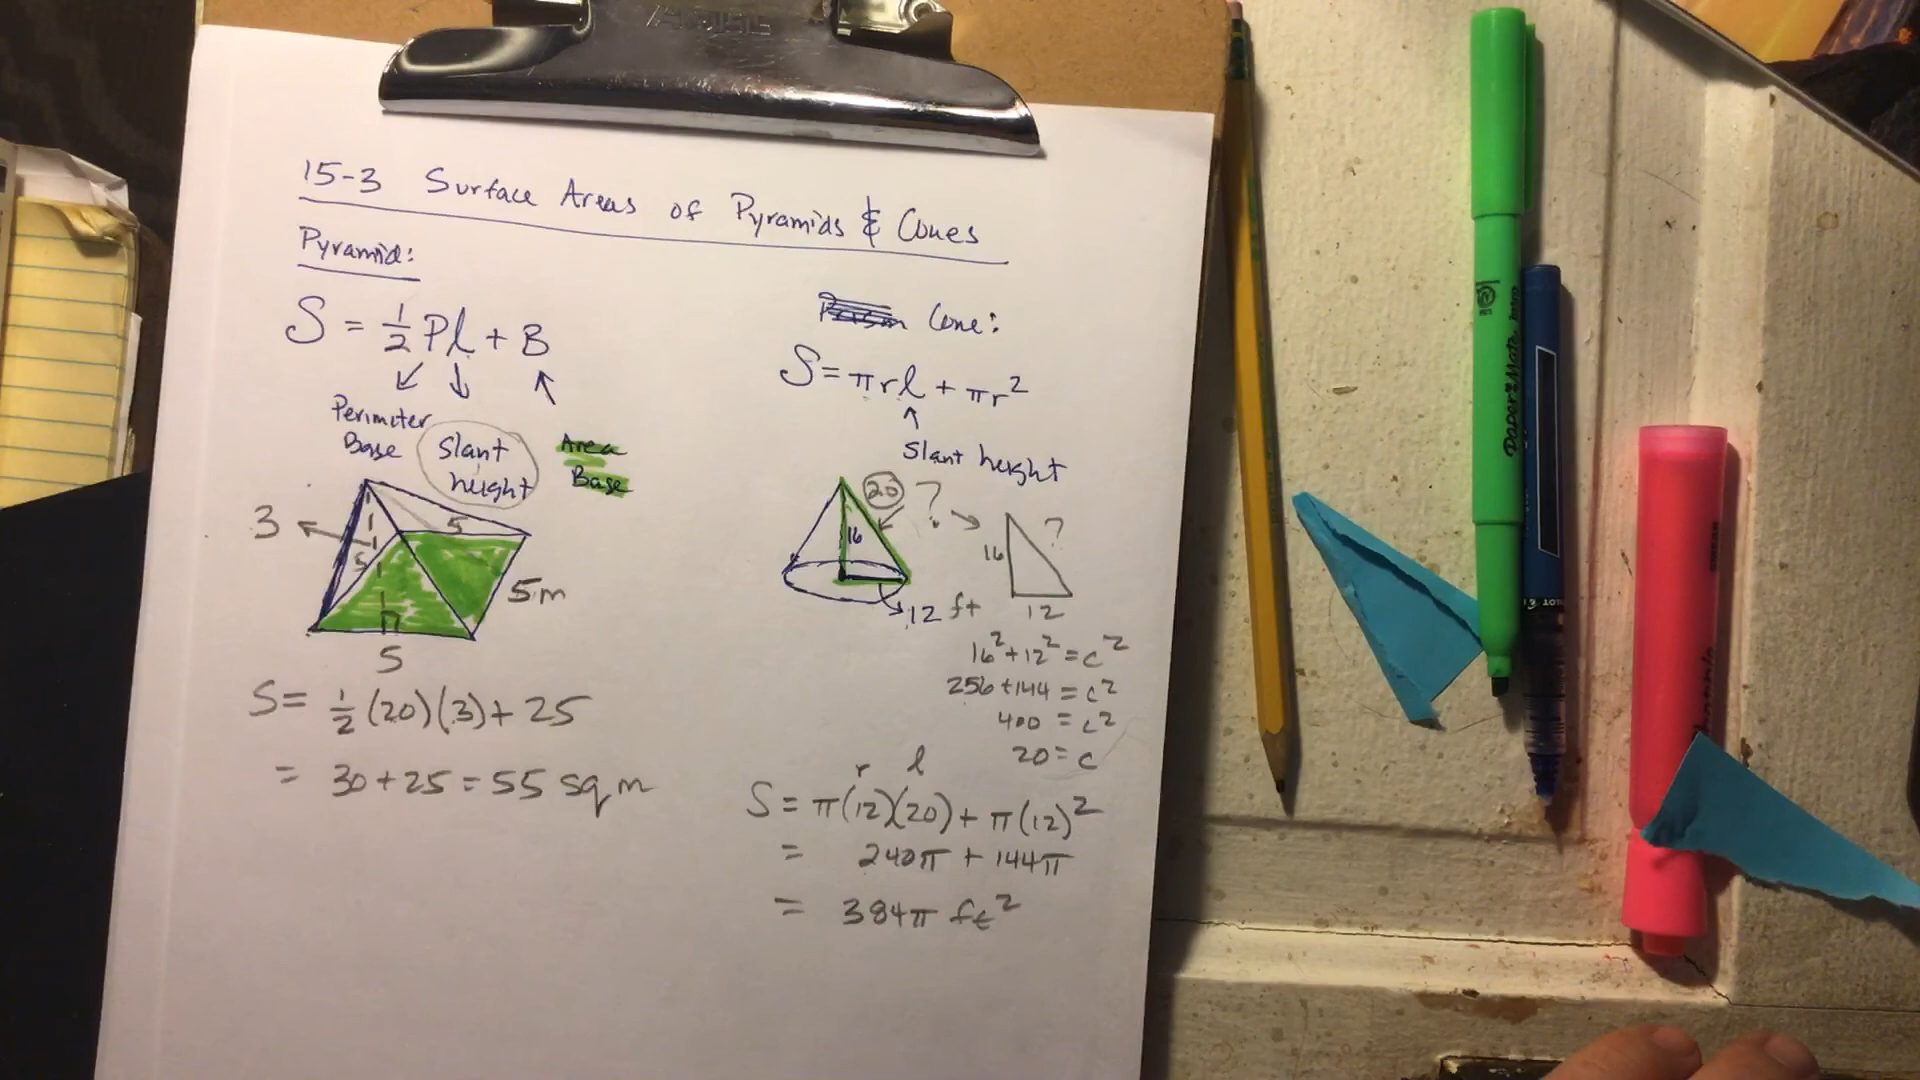 15-3 Surface Areas of Pyramids & Cones
Pyramid:
S = 1/2 Pl + B
Perimeter Base
Slant height
Area Base
3
5
5
5m
5
S = 1/2 (20)(3) + 25
= 30 + 25 = 55 sq m
Cone:
S = πrl + πr²
Slant height
20 ?
16
12 ft
16 ?
12
16² + 12² = c²
256 + 144 = c²
400 = c²
20 = c
r l
S = π(12)(20) + π(12)²
= 240π + 144π
= 384π ft²
Paper Mate